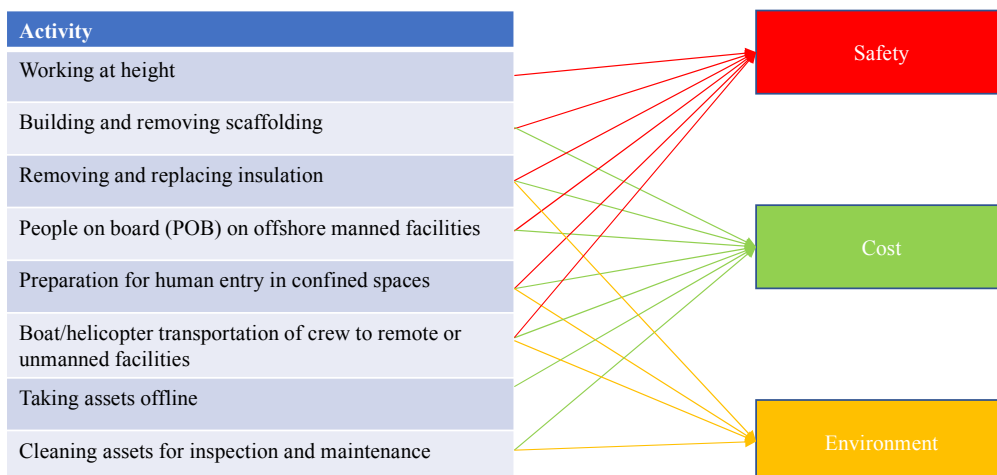 Activity
Working at height
Building and removing scaffolding
Removing and replacing insulation
People on board (POB) on offshore manned facilities
Preparation for human entry in confined spaces
Boat/helicopter transportation of crew to remote or
unmanned facilities
Taking assets offline
Cleaning assets for inspection and maintenance
Safety
Cost
Environment